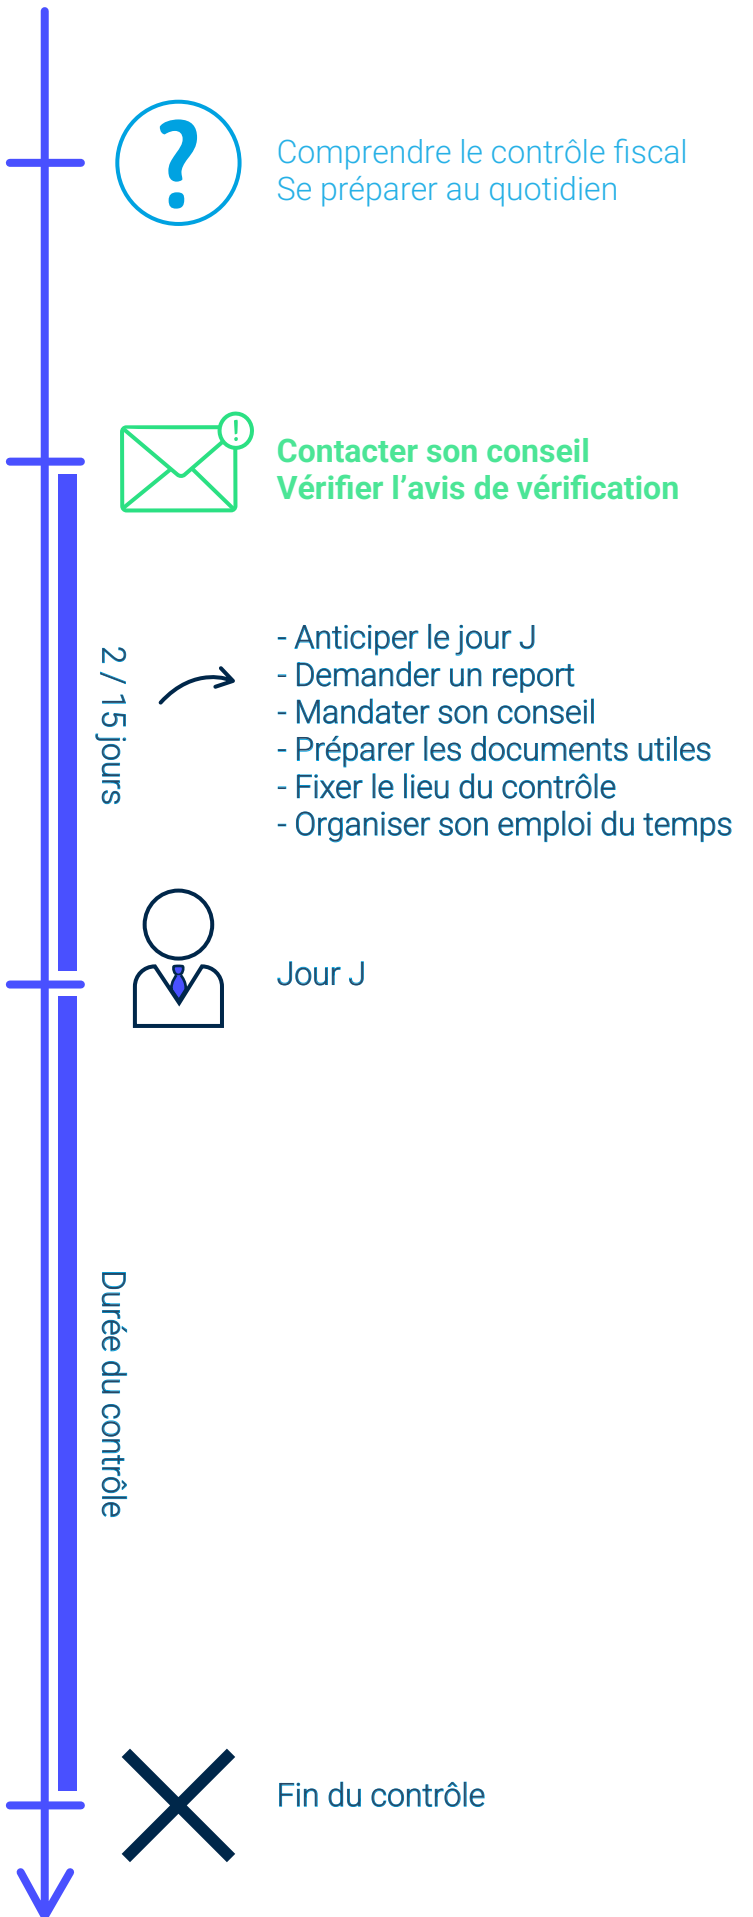 ?
Comprendre le contrôle fiscal
Se préparer au quotidien
!
Contacter son conseil
Vérifier l’avis de vérification
2 / 15 jours
- Anticiper le jour J
- Demander un report
- Mandater son conseil
- Préparer les documents utiles
- Fixer le lieu du contrôle
- Organiser son emploi du temps
Jour J
Durée du contrôle
Fin du contrôle